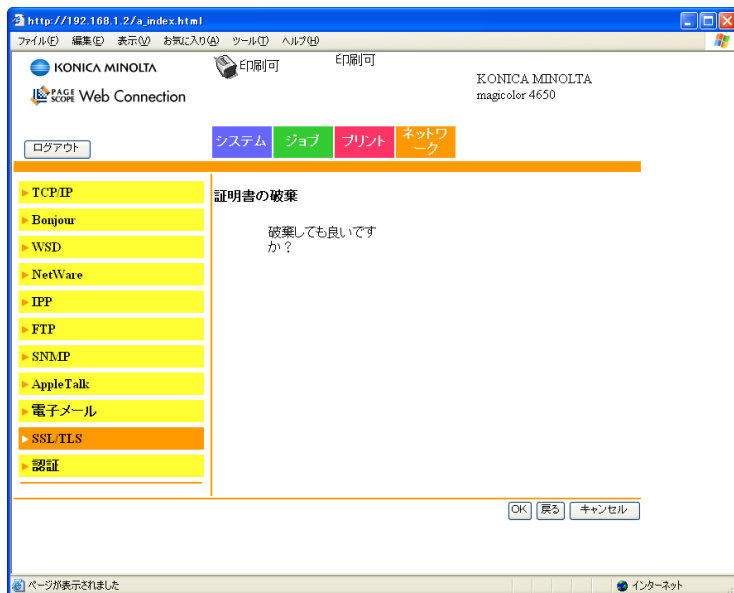 http://192.168.1.2/a_index.html
ファイル(F) 編集(E) 表示(V) お気に入り(A) ツール(T) ヘルプ(H)
KONICA MINOLTA
印刷可
印刷可
KONICA MINOLTA
magicolor 4650
PAGE SCOPE Web Connection
ログアウト
システム
ジョブ
プリント
ネットワ
ーク
TCP/IP
Bonjour
WSD
NetWare
IPP
FTP
SNMP
AppleTalk
電子メール
SSL/TLS
認証
証明書の破棄
破棄しても良いです
か？
OK 戻る キャンセル
ページが表示されました
インターネット